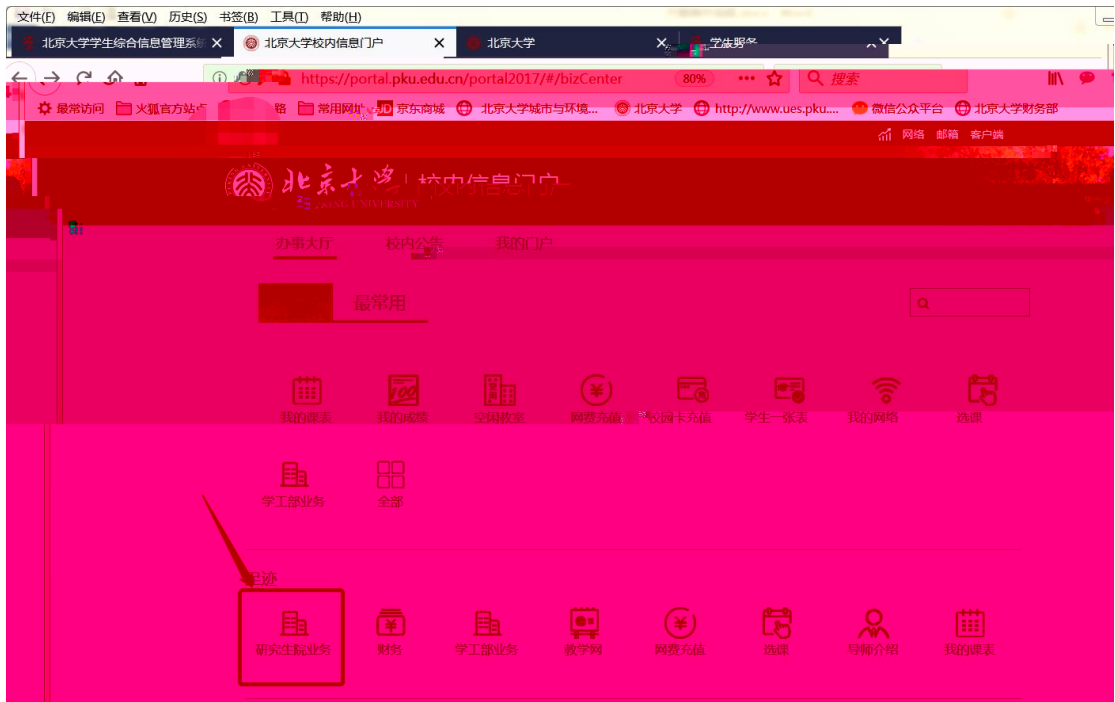 文件(F) 编辑(E) 查看(V) 历史(S) 书签(B) 工具(T) 帮助(H)
北京大学学生综合信息管理系统 北京大学校内信息门户 北京大学
https://portal.pku.edu.cn/portal2017/#/bizCenter 80% 搜索
最常访问 火狐官方站点 常用网址 JD 京东商城 北京大学城市与环境... 北京大学 http://www.ues.pku.... 微信公众平台 北京大学财务部
网络 邮箱 客户端
北京大学 校内信息门户
办事大厅 校内公告 我的门户
最常用
我的课表 我的成绩 空闲教室 网费充值 校园卡充值 学生一张表 我的网络 选课
学工部业务 全部
足迹
研究生院业务 财务 学工部业务 教学网 网费充值 选课 导师介绍 我的课表